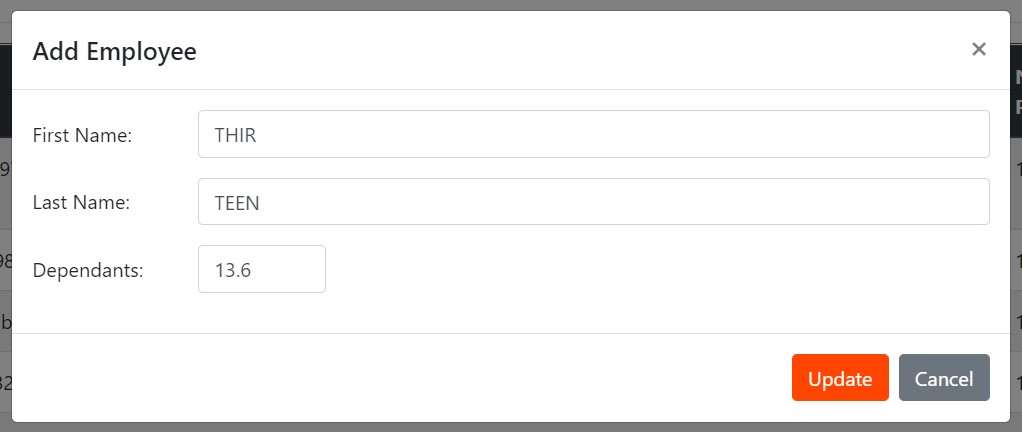 Add Employee ×
First Name: THIR
Last Name: TEEN
Dependants: 13.6
Update Cancel